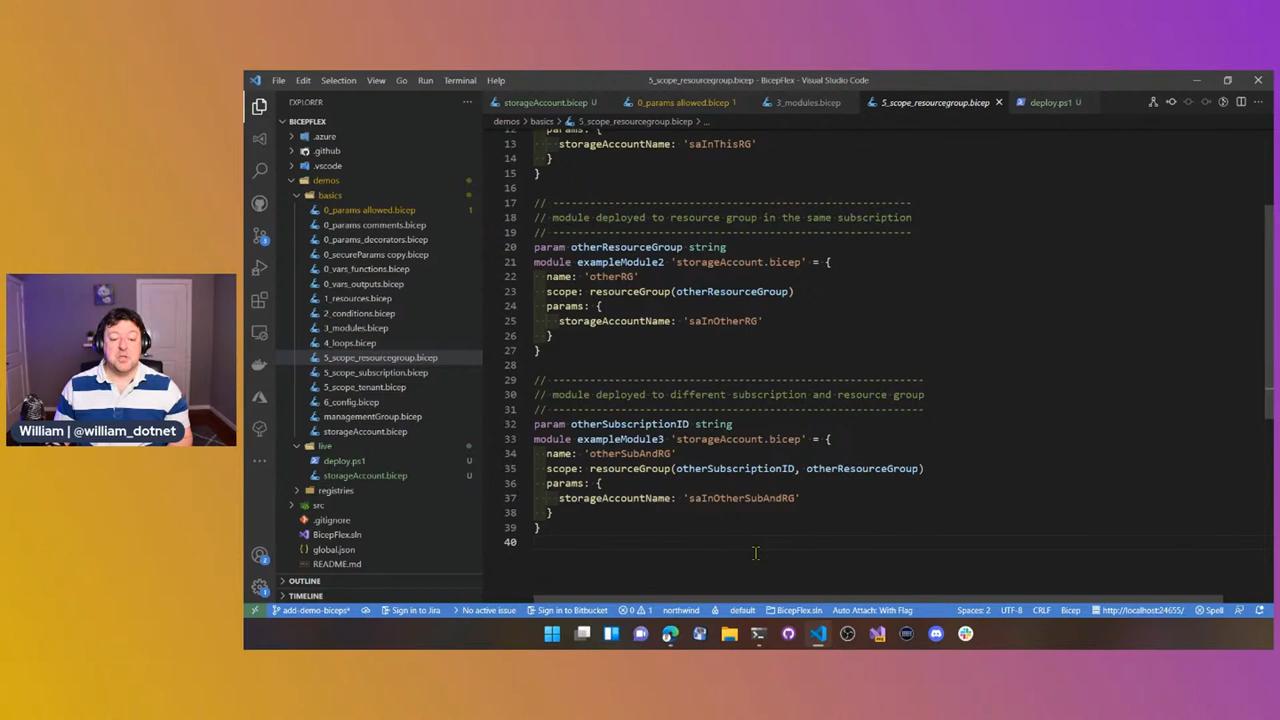 File Edit Selection View Go Run Terminal Help
5_scope_resourcegroup.bicep - BicepFlex - Visual Studio Code
EXPLORER
storageAccount.bicep U
0_params allowed.bicep 1
3_modules.bicep
5_scope_resourcegroup.bicep
deploy.ps1 U
demos > basics > 5_scope_resourcegroup.bicep > ...
BICEPFLEX
.azure
.github
.vscode
demos
basics
0_params allowed.bicep 1
0_params comments.bicep
0_params_decorators.bicep
0_secureParams copy.bicep
0_vars_functions.bicep
0_vars_outputs.bicep
1_resources.bicep
2_conditions.bicep
3_modules.bicep
4_loops.bicep
5_scope_resourcegroup.bicep
5_scope_subscription.bicep
5_scope_tenant.bicep
6_config.bicep
managementGroup.bicep
storageAccount.bicep
live
deploy.ps1 U
storageAccount.bicep U
registries
src
.gitignore
BicepFlex.sln
global.json
README.md
OUTLINE
TIMELINE
12 params: {
13 storageAccountName: 'saInThisRG'
14 }
15 }
16
17 // -------------------------------------------------------
18 // module deployed to resource group in the same subscription
19 // -------------------------------------------------------
20 param otherResourceGroup string
21 module exampleModule2 'storageAccount.bicep' = {
22 name: 'otherRG'
23 scope: resourceGroup(otherResourceGroup)
24 params: {
25 storageAccountName: 'saInOtherRG'
26 }
27 }
28
29 // ---------------------------------------------------------
30 // module deployed to different subscription and resource group
31 // ---------------------------------------------------------
32 param otherSubscriptionID string
33 module exampleModule3 'storageAccount.bicep' = {
34 name: 'otherSubAndRG'
35 scope: resourceGroup(otherSubscriptionID, otherResourceGroup)
36 params: {
37 storageAccountName: 'saInOtherSubAndRG'
38 }
39 }
40
William | @william_dotnet
add-demo-biceps* Sign in to Jira No active issue Sign in to Bitbucket 0 1 northwind default BicepFlex.sln Auto Attach: With Flag Spaces: 2 UTF-8 CRLF Bicep http://localhost:24655/ Spell